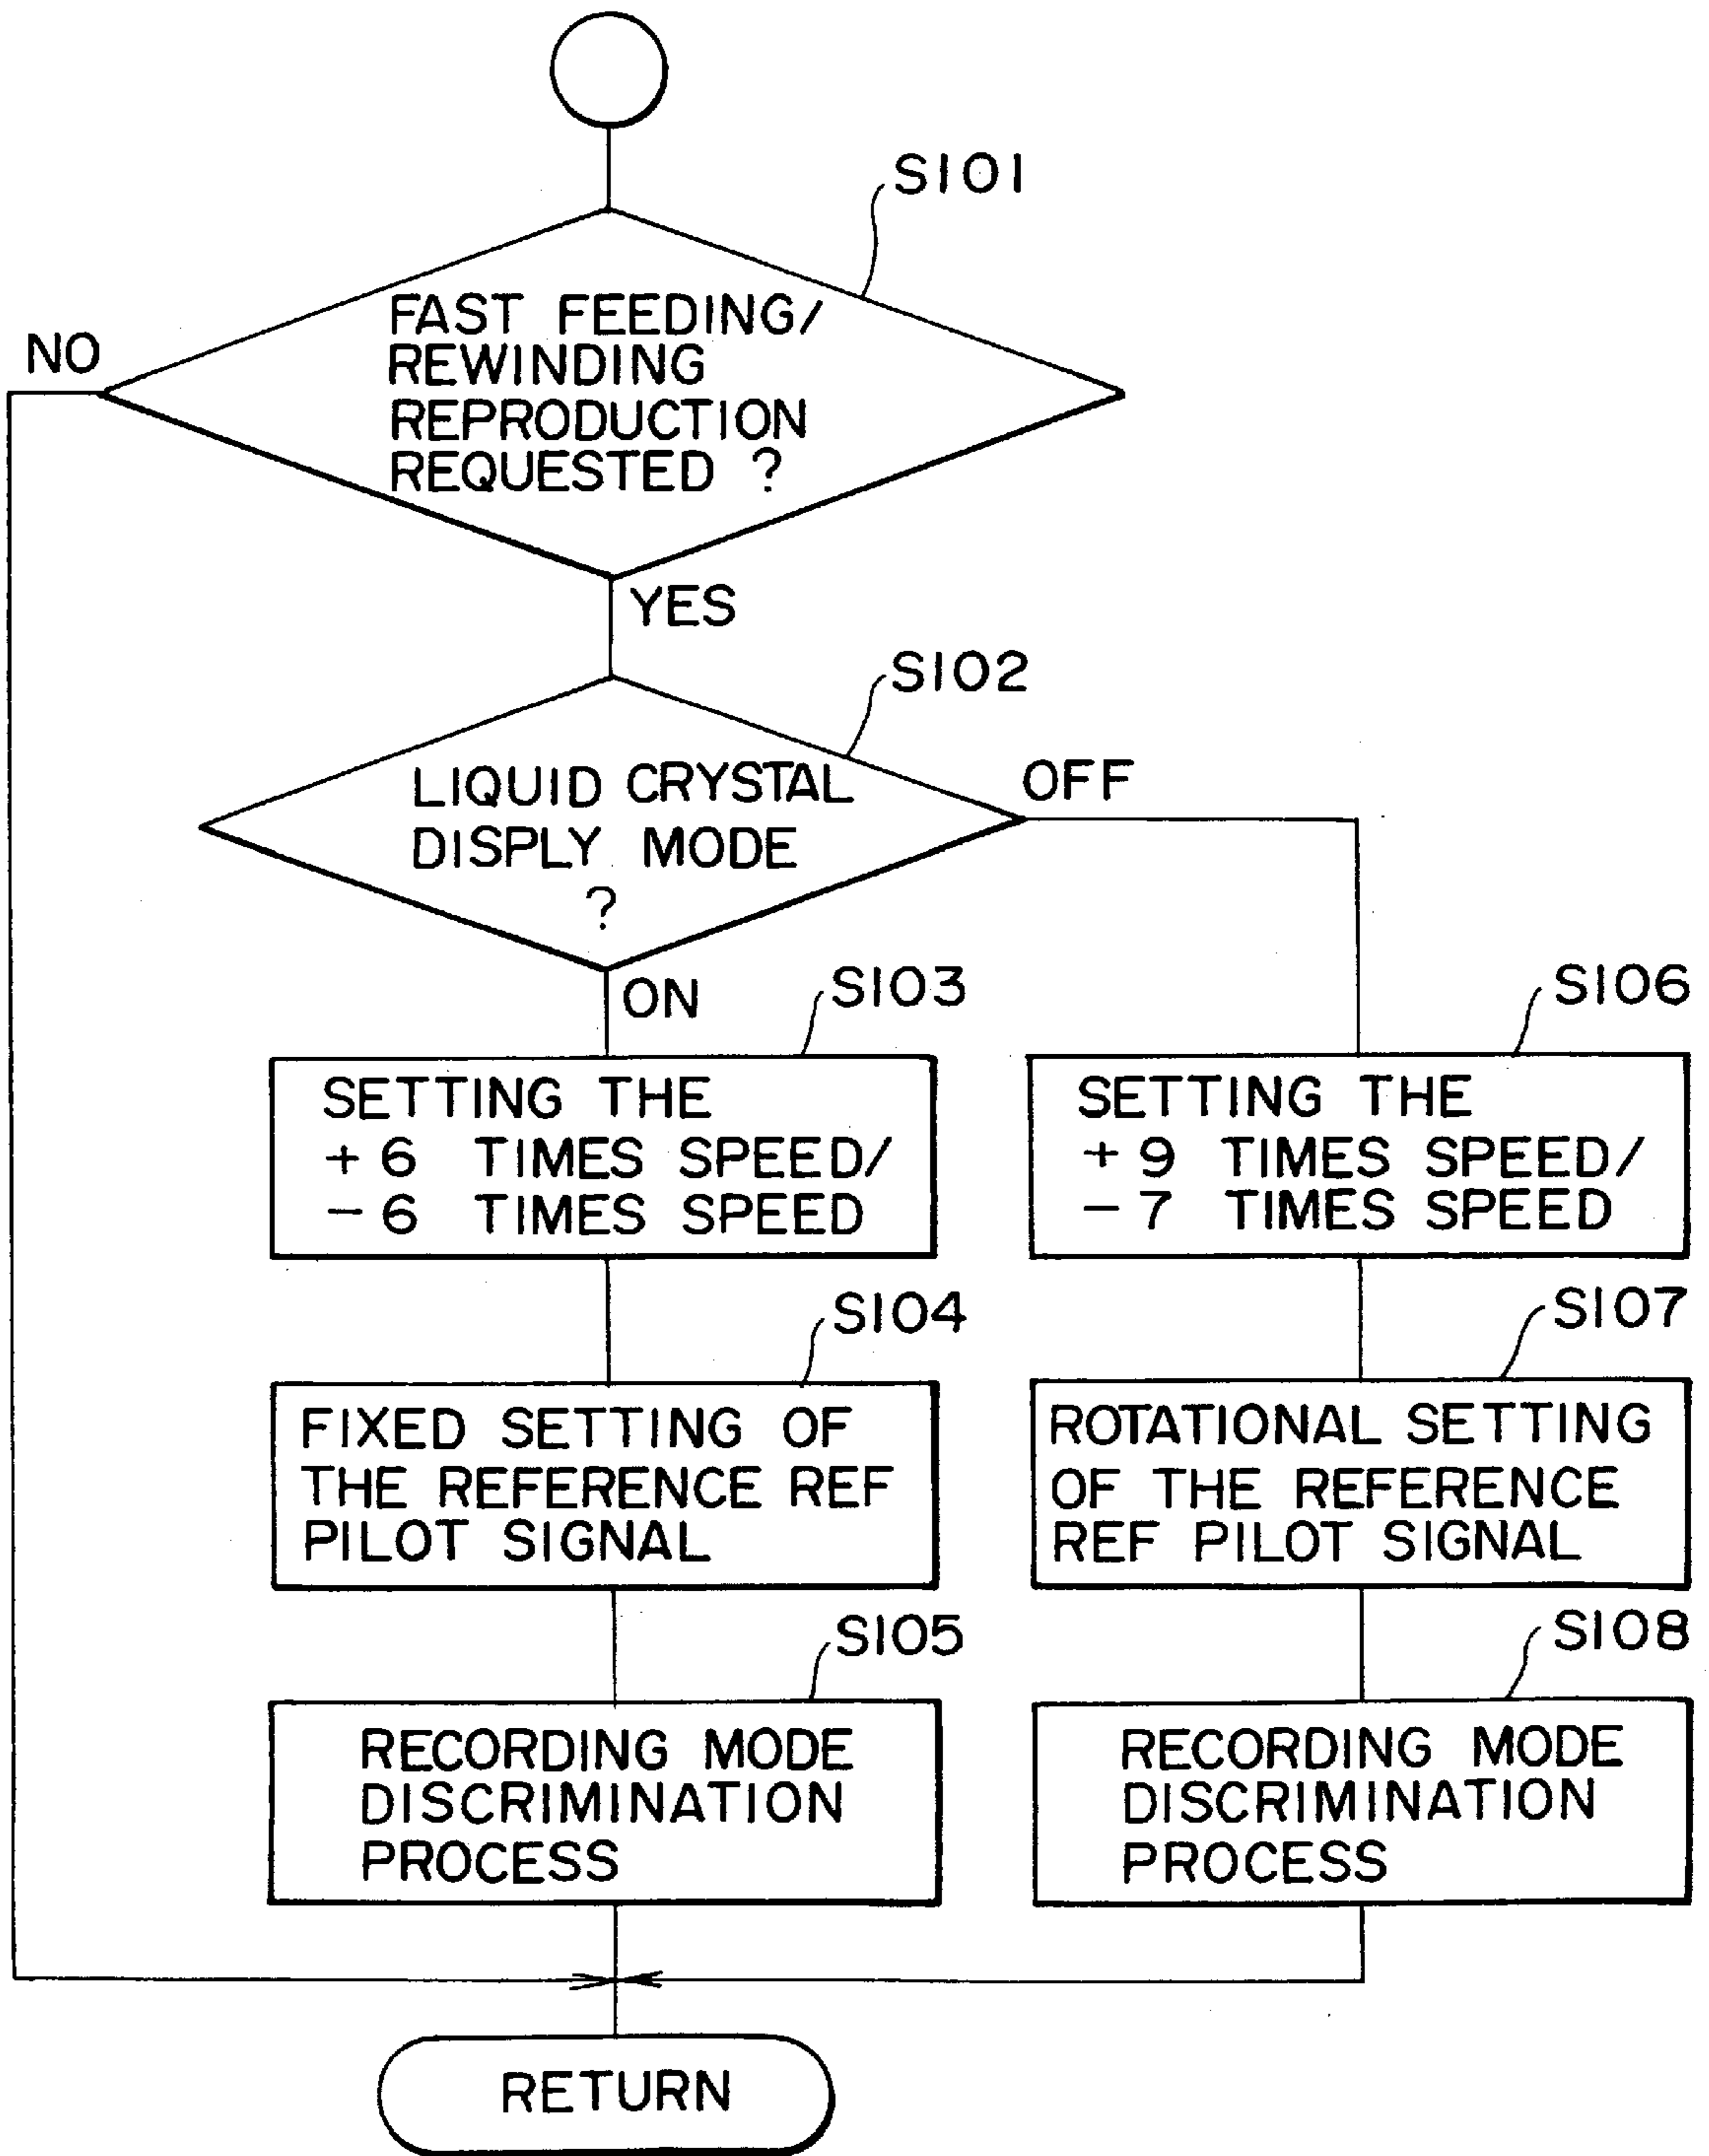 S101
FAST FEEDING/
REWINDING
REPRODUCTION
REQUESTED ?
NO
YES
S102
LIQUID CRYSTAL
DISPLY MODE
?
OFF
ON
S103
SETTING THE
+6 TIMES SPEED/
-6 TIMES SPEED
S106
SETTING THE
+9 TIMES SPEED/
-7 TIMES SPEED
S104
FIXED SETTING OF
THE REFERENCE REF
PILOT SIGNAL
S107
ROTATIONAL SETTING
OF THE REFERENCE
REF PILOT SIGNAL
S105
RECORDING MODE
DISCRIMINATION
PROCESS
S108
RECORDING MODE
DISCRIMINATION
PROCESS
RETURN